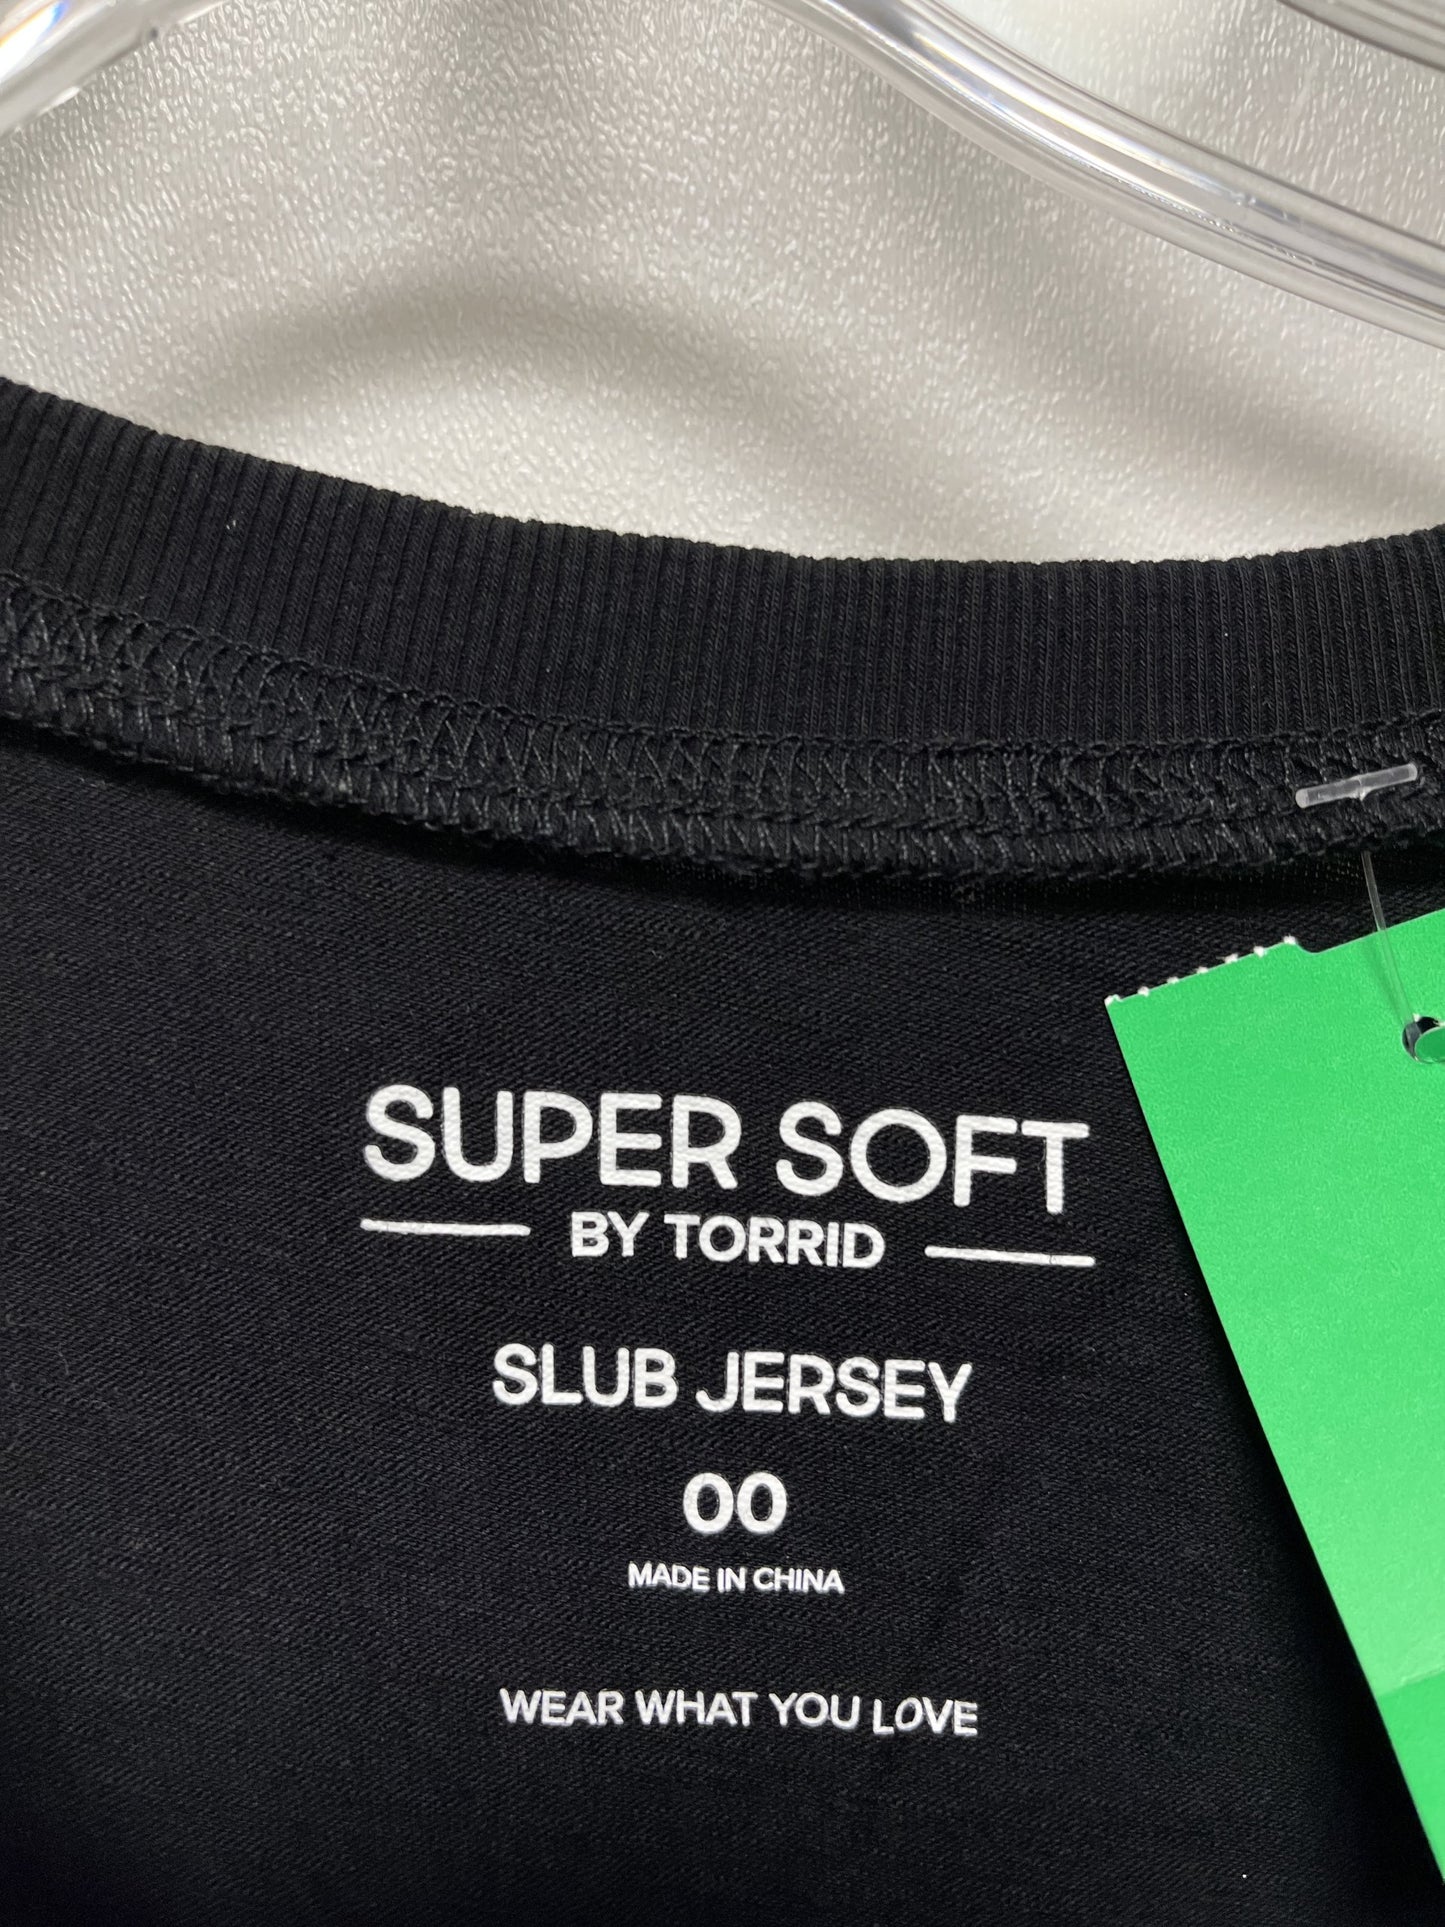 SUPER SOFT
BY TORRID
SLUB JERSEY
00
MADE IN CHINA
WEAR WHAT YOU LOVE